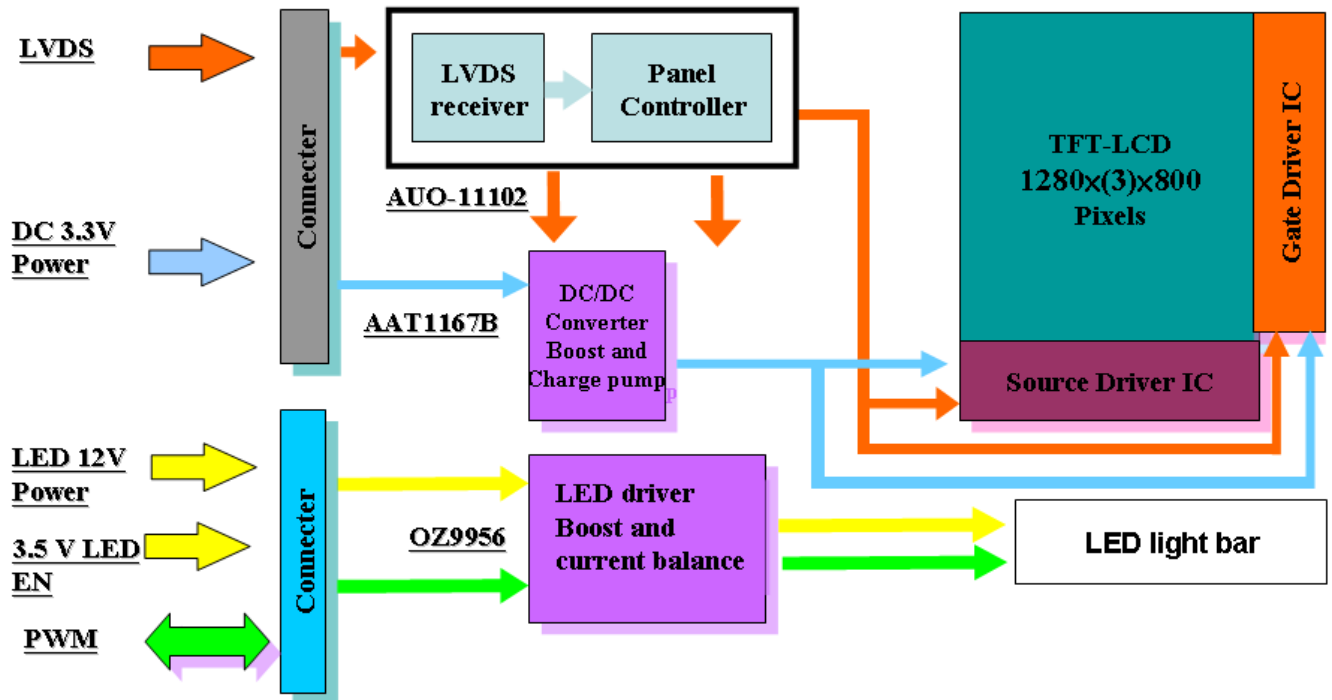 LVDS
Connecter
LVDS
receiver
Panel
Controller
TFT-LCD
1280×(3)×800
Pixels
Gate Driver IC
AUO-11102
DC 3.3V
Power
AAT1167B
DC/DC
Converter
Boost and
Charge pump
Source Driver IC
LED 12V
Power
3.5 V LED
EN
PWM
Connecter
OZ9956
LED driver
Boost and
current balance
LED light bar